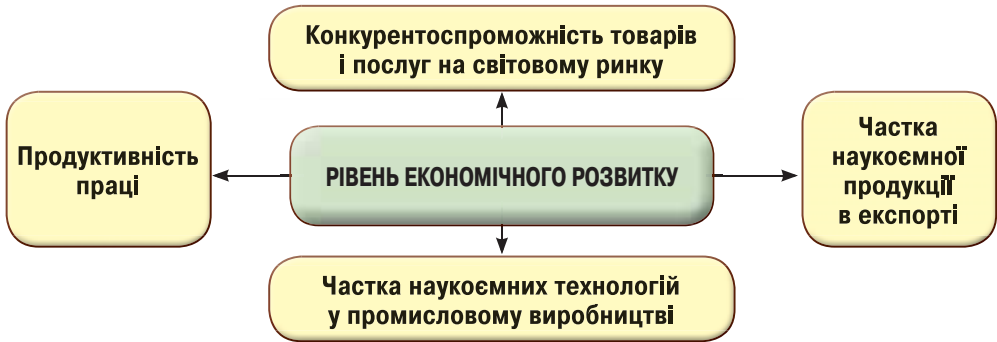 Конкурентоспроможність товарів
і послуг на світовому ринку
Продуктивність
праці
РІВЕНЬ ЕКОНОМІЧНОГО РОЗВИТКУ
Частка
наукоємної
продукції
в експорті
Частка наукоємних технологій
у промисловому виробництві